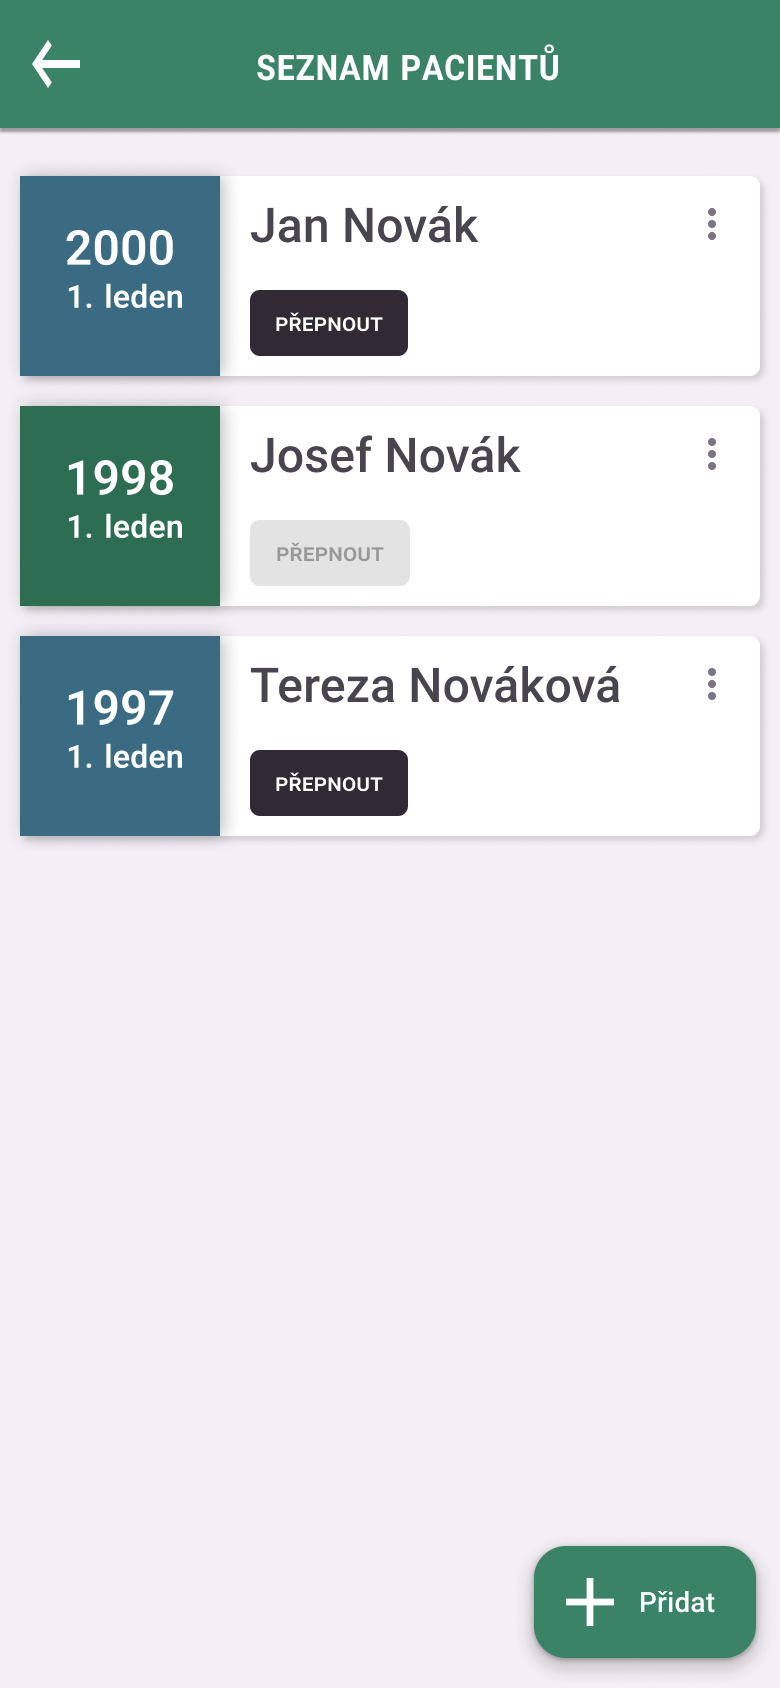 SEZNAM PACIENTŮ
2000
1. leden
Jan Novák
PŘEPNOUT
1998
1. leden
Josef Novák
PŘEPNOUT
1997
1. leden
Tereza Nováková
PŘEPNOUT
Přidat